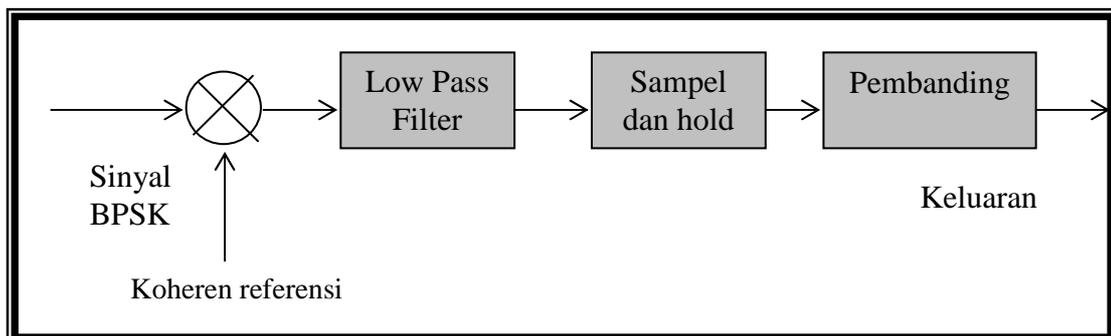 Low Pass
Filter
Sampel
dan hold
Pembanding
Sinyal
BPSK
Keluaran
Koheren referensi